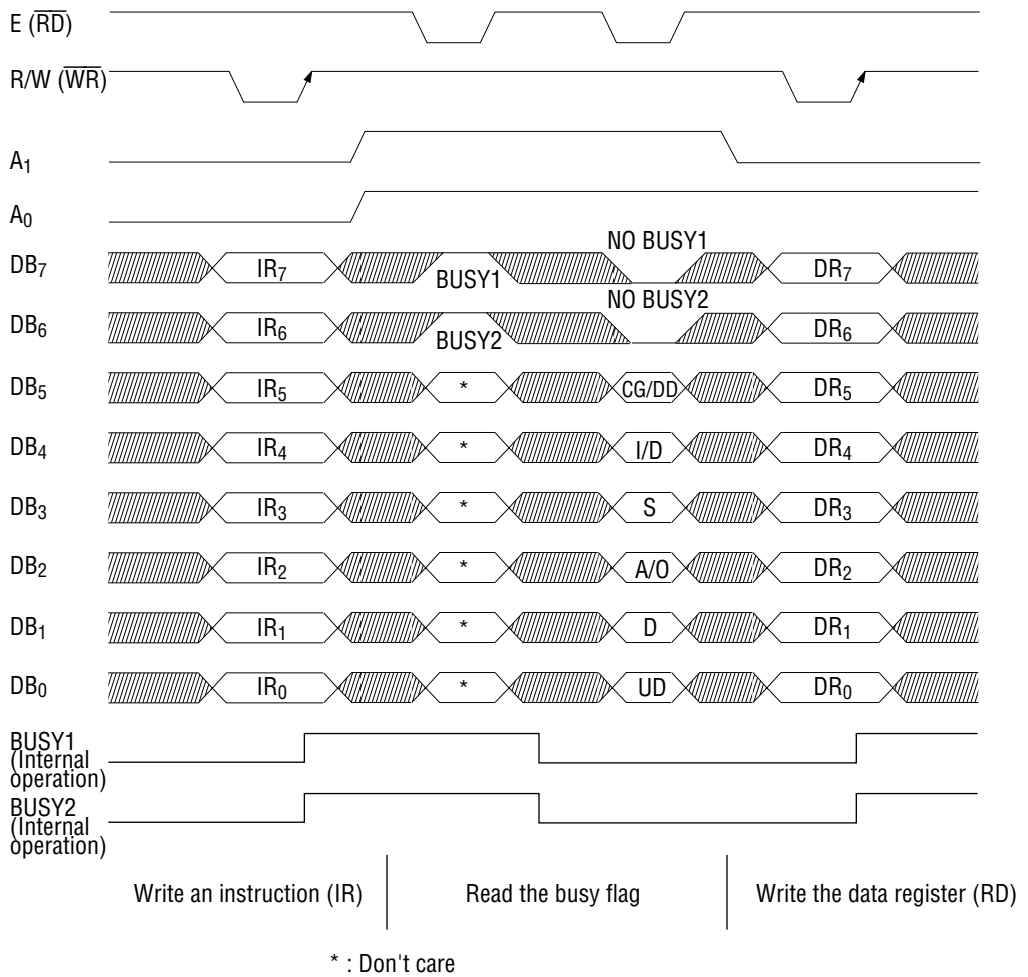 E (R̅D̅)
R/W (W̅R̅)
A₁
A₀
NO BUSY1
DB₇ IR₇ BUSY1 DR₇
NO BUSY2
DB₆ IR₆ BUSY2 DR₆
DB₅ IR₅ * CG/DD DR₅
DB₄ IR₄ * I/D DR₄
DB₃ IR₃ * S DR₃
DB₂ IR₂ * A/O DR₂
DB₁ IR₁ * D DR₁
DB₀ IR₀ * UD DR₀
BUSY1
(Internal
operation)
BUSY2
(Internal
operation)
Write an instruction (IR) Read the busy flag Write the data register (RD)
* : Don't care